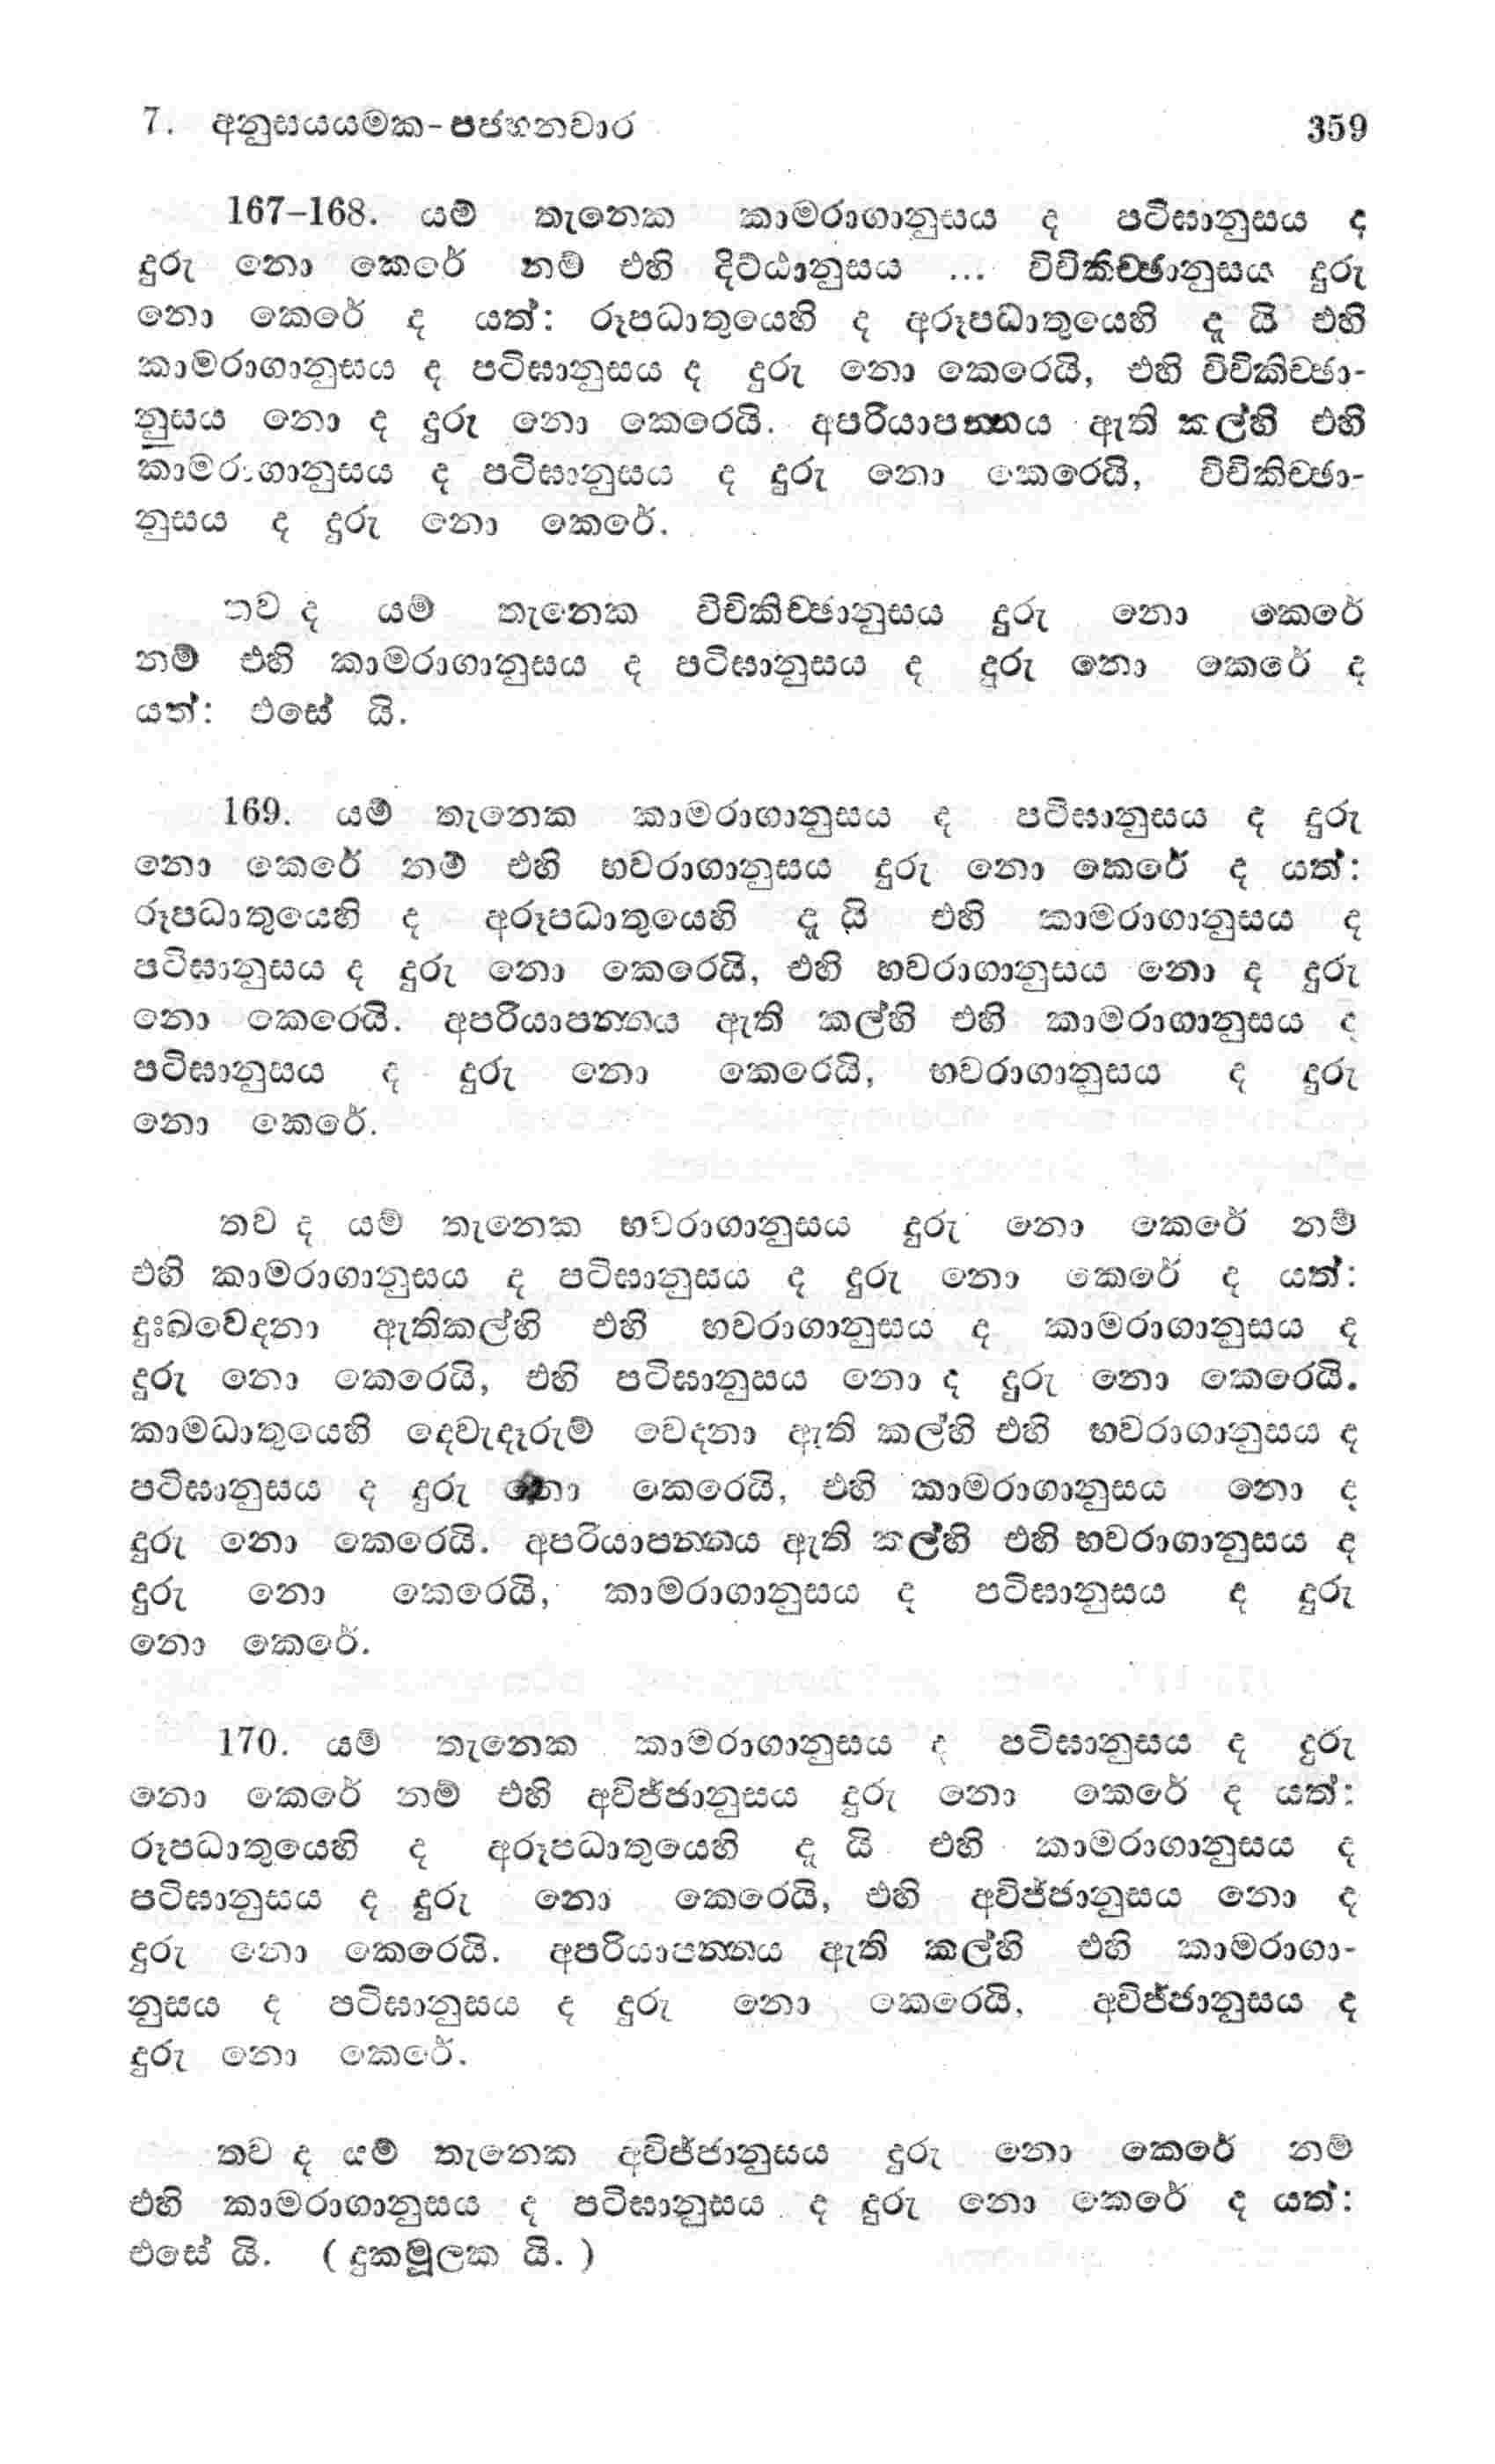 7. අනුසයයමක-පජහනවාර 359
167–168. යම් තැනෙක කාමරාගානුසය ද පටිඝානුසය ද
දුරු නො කෙරේ නම් එහි දිට්ඨානුසය ... විචිකිච්ඡානුසය දුරු
නො කෙරේ ද යත්: රූපධාතුයෙහි ද අරූපධාතුයෙහි දැ යි එහි
කාමරාගානුසය ද පටිඝානුසය ද දුරු නො කෙරෙයි, එහි විචිකිච්ඡා-
නුසය නො ද දුරු නො කෙරෙයි. අපරියාපන්නය ඇති කල්හි එහි
කාමරාගානුසය ද පටිඝානුසය ද දුරු නො කෙරෙයි, විචිකිච්ඡා-
නුසය ද දුරු නො කෙරේ.
තව ද යම් තැනෙක විචිකිච්ඡානුසය දුරු නො කෙරේ
නම් එහි කාමරාගානුසය ද පටිඝානුසය ද දුරු නො කෙරේ ද
යත්: එසේ යි.
169. යම් තැනෙක කාමරාගානුසය ද පටිඝානුසය ද දුරු
නො කෙරේ නම් එහි භවරාගානුසය දුරු නො කෙරේ ද යත්:
රූපධාතුයෙහි ද අරූපධාතුයෙහි දැ යි එහි කාමරාගානුසය ද
පටිඝානුසය ද දුරු නො කෙරෙයි, එහි භවරාගානුසය නො ද දුරු
නො කෙරෙයි. අපරියාපන්නය ඇති කල්හි එහි කාමරාගානුසය ද
පටිඝානුසය ද දුරු නො කෙරෙයි, භවරාගානුසය ද දුරු
නො කෙරේ.
තව ද යම් තැනෙක භවරාගානුසය දුරු නො කෙරේ නම්
එහි කාමරාගානුසය ද පටිඝානුසය ද දුරු නො කෙරේ ද යත්:
දුඃඛවේදනා ඇතිකල්හි එහි භවරාගානුසය ද කාමරාගානුසය ද
දුරු නො කෙරෙයි, එහි පටිඝානුසය නො ද දුරු නො කෙරෙයි.
කාමධාතුයෙහි දෙවැදෑරුම් වෙදනා ඇති කල්හි එහි භවරාගානුසය ද
පටිඝානුසය ද දුරු නො කෙරෙයි, එහි කාමරාගානුසය නො ද
දුරු නො කෙරෙයි. අපරියාපන්නය ඇති කල්හි එහි භවරාගානුසය ද
දුරු නො කෙරෙයි, කාමරාගානුසය ද පටිඝානුසය ද දුරු
නො කෙරේ.
170. යම් තැනෙක කාමරාගානුසය ද පටිඝානුසය ද දුරු
නො කෙරේ නම් එහි අවිජ්ජානුසය දුරු නො කෙරේ ද යත්:
රූපධාතුයෙහි ද අරූපධාතුයෙහි දැ යි එහි කාමරාගානුසය ද
පටිඝානුසය ද දුරු නො කෙරෙයි, එහි අවිජ්ජානුසය නො ද
දුරු නො කෙරෙයි. අපරියාපන්නය ඇති කල්හි එහි කාමරාගා-
නුසය ද පටිඝානුසය ද දුරු නො කෙරෙයි, අවිජ්ජානුසය ද
දුරු නො කෙරේ.
තව ද යම් තැනෙක අවිජ්ජානුසය දුරු නො කෙරේ නම්
එහි කාමරාගානුසය ද පටිඝානුසය ද දුරු නො කෙරේ ද යත්:
එසේ යි. (දුකමූලක යි.)